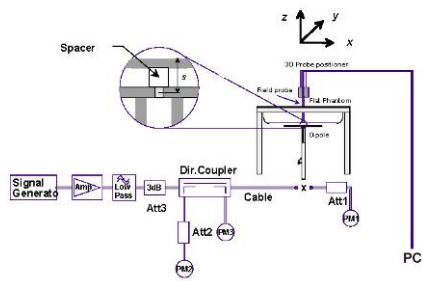 z
y
x
Spacer
s
3D Probe positioner
Field probe
Flat Phantom
Dipole
Signal
Generato
Amp
Low
Pass
3dB
Att3
Dir.Coupler
Cable
x
Att1
PM1
Att2
PM3
PM2
PC